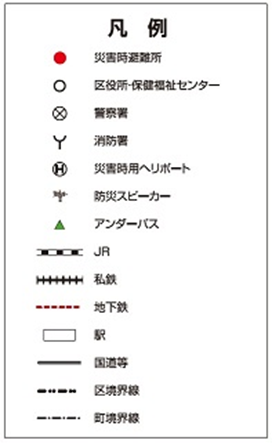 凡 例
災害時避難所
区役所・保健福祉センター
警察署
消防署
災害時用ヘリポート
防災スピーカー
アンダーパス
JR
私鉄
地下鉄
駅
国道等
区境界線
町境界線